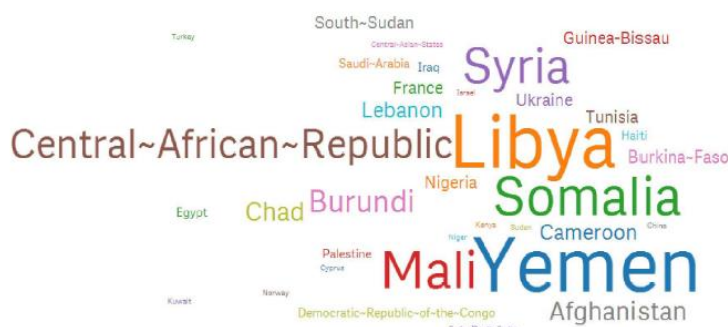 South~Sudan
Turkey
Guinea-Bissau
Central-Asian-States
Saudi~Arabia Iraq
Syria
France Israel
Ukraine
Lebanon
Tunisia
Haiti
Central~African~Republic Libya
Burkina~Faso
Nigeria
Somalia
Burundi
Chad
Egypt
Kenya Sudan China
Cameroon
Niger
Palestine
Mali Yemen
Cyprus
Norway
Kuwait
Democratic~Republic~of~the~Congo
Afghanistan